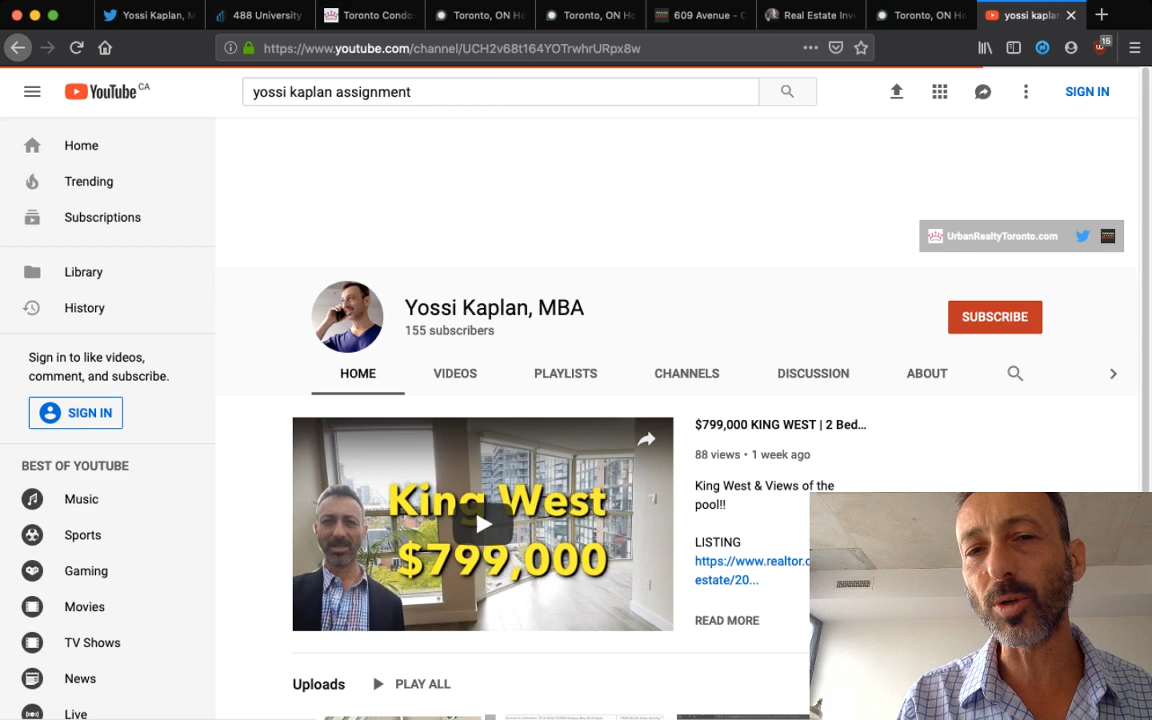 Yossi Kaplan, M
488 University
Toronto Condo
Toronto, ON Ho
Toronto, ON Ho
609 Avenue - C
Real Estate Inv
Toronto, ON Ho
yossi kaplan
https://www.youtube.com/channel/UCH2v68t164YOTrwhrURpx8w
15
YouTube CA
yossi kaplan assignment
SIGN IN
Home
Trending
Subscriptions
Library
History
Sign in to like videos,
comment, and subscribe.
SIGN IN
BEST OF YOUTUBE
Music
Sports
Gaming
Movies
TV Shows
News
Live
UrbanRealtyToronto.com
Yossi Kaplan, MBA
155 subscribers
SUBSCRIBE
HOME
VIDEOS
PLAYLISTS
CHANNELS
DISCUSSION
ABOUT
King West
$799,000
$799,000 KING WEST | 2 Bed...
88 views • 1 week ago
King West & Views of the
pool!!
LISTING
https://www.realtor.c
estate/20...
READ MORE
Uploads
PLAY ALL